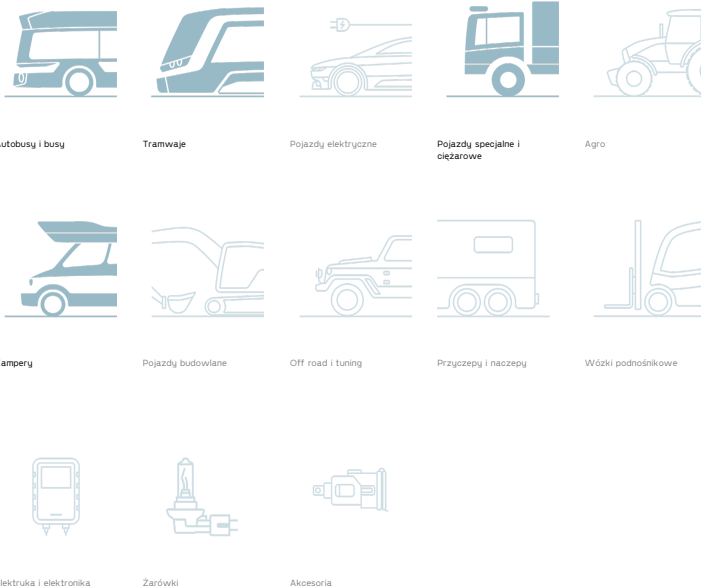 utobusy i busy
Tramwaje
Pojazdy elektryczne
Pojazdy specjalne i
ciężarowe
Agro
ampery
Pojazdy budowlane
Off road i tuning
Przyczepy i naczepy
Wózki podnośnikowe
lektryka i elektronika
Żarówki
Akcesoria